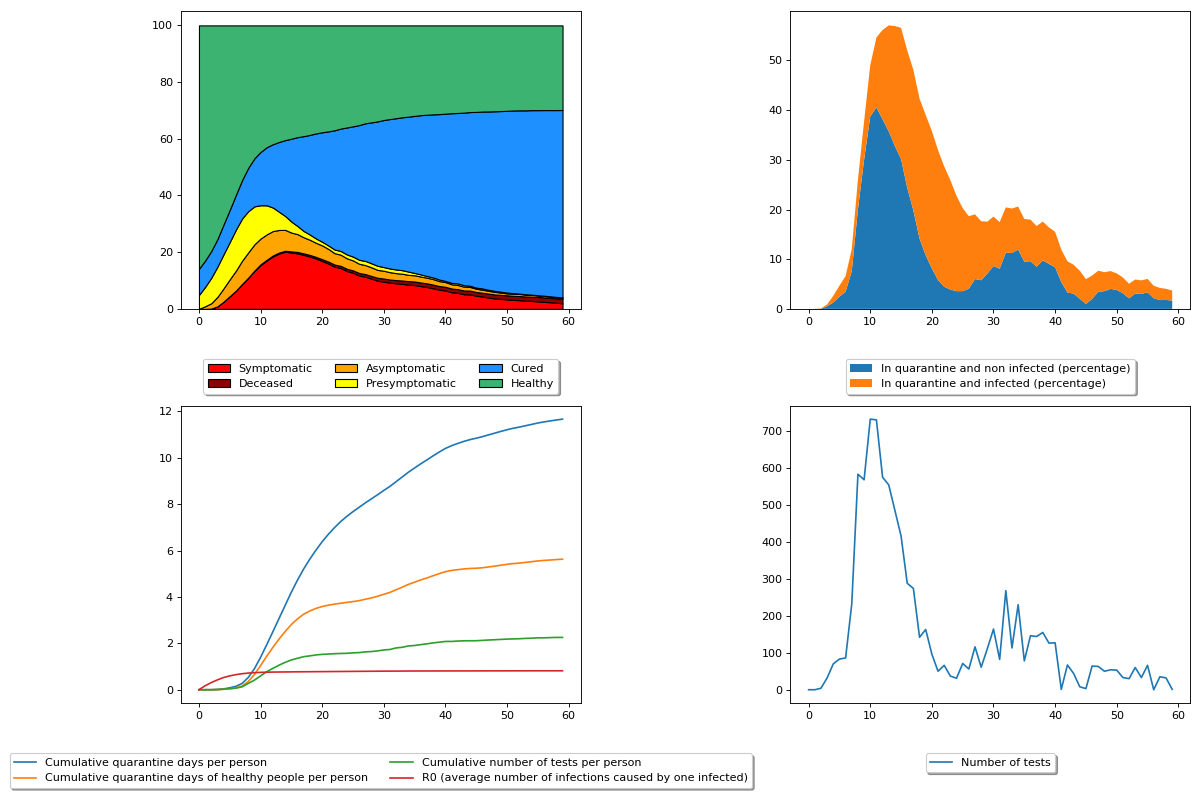 100
80
60
40
20
0
0 10 20 30 40 50 60
Symptomatic Asymptomatic Cured
Deceased Presymptomatic Healthy
50
40
30
20
10
0
0 10 20 30 40 50 60
In quarantine and non infected (percentage)
In quarantine and infected (percentage)
12
10
8
6
4
2
0
0 10 20 30 40 50 60
Cumulative quarantine days per person Cumulative number of tests per person
Cumulative quarantine days of healthy people per person R0 (average number of infections caused by one infected)
700
600
500
400
300
200
100
0
0 10 20 30 40 50 60
Number of tests